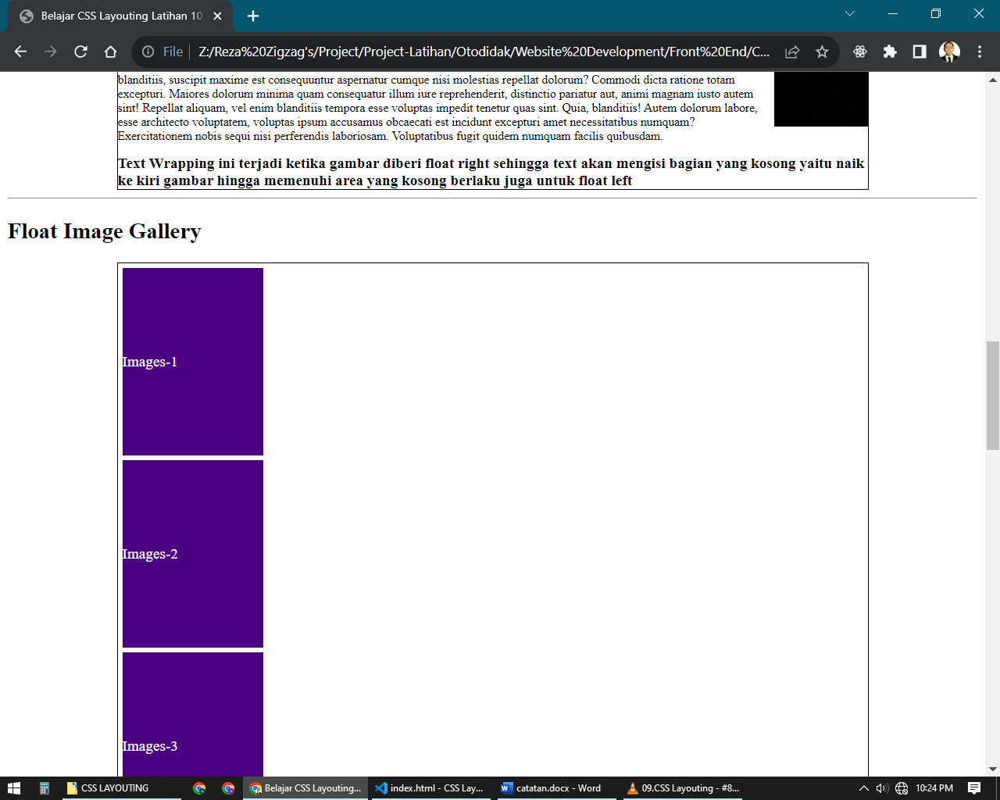 Belajar CSS Layouting Latihan 10
File
Z:/Reza%20Zigzag's/Project/Project-Latihan/Otodidak/Website%20Development/Front%20End/C...
blanditiis, suscipit maxime est consequuntur aspernatur cumque nisi molestias repellat dolorum? Commodi dicta ratione totam
excepturi. Maiores dolorum minima quam consequatur illum iure reprehenderit, distinctio pariatur aut, animi magnam iusto autem
sint! Repellat aliquam, vel enim blanditiis tempora esse voluptas impedit tenetur quas sint. Quia, blanditiis! Autem dolorum labore,
esse architecto voluptatem, voluptas ipsum accusamus obcaecati est incidunt excepturi amet necessitatibus numquam?
Exercitationem nobis sequi nisi perferendis laboriosam. Voluptatibus fugit quidem numquam facilis quibusdam.
Text Wrapping ini terjadi ketika gambar diberi float right sehingga text akan mengisi bagian yang kosong yaitu naik
ke kiri gambar hingga memenuhi area yang kosong berlaku juga untuk float left
Float Image Gallery
Images-1
Images-2
Images-3
CSS LAYOUTING
Belajar CSS Layouting...
index.html - CSS Lay...
catatan.docx - Word
09.CSS Layouting - #8...
10:24 PM